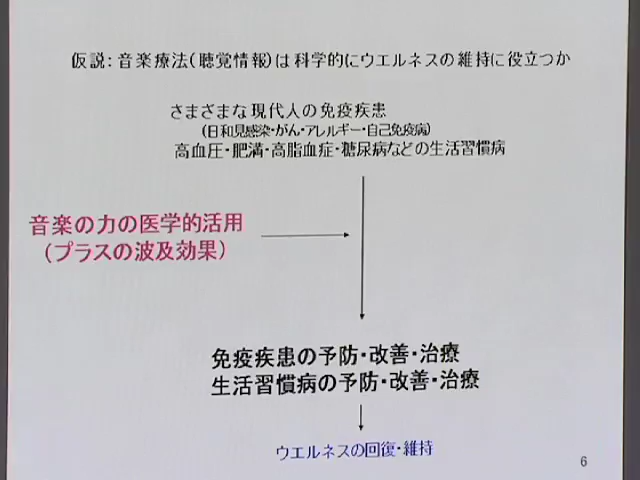 仮説：音楽療法(聴覚情報)は科学的にウエルネスの維持に役立つか
さまざまな現代人の免疫疾患
(日和見感染・がん・アレルギー・自己免疫病)
高血圧・肥満・高脂血症・糖尿病などの生活習慣病
音楽の力の医学的活用
(プラスの波及効果)
免疫疾患の予防・改善・治療
生活習慣病の予防・改善・治療
ウエルネスの回復・維持
6